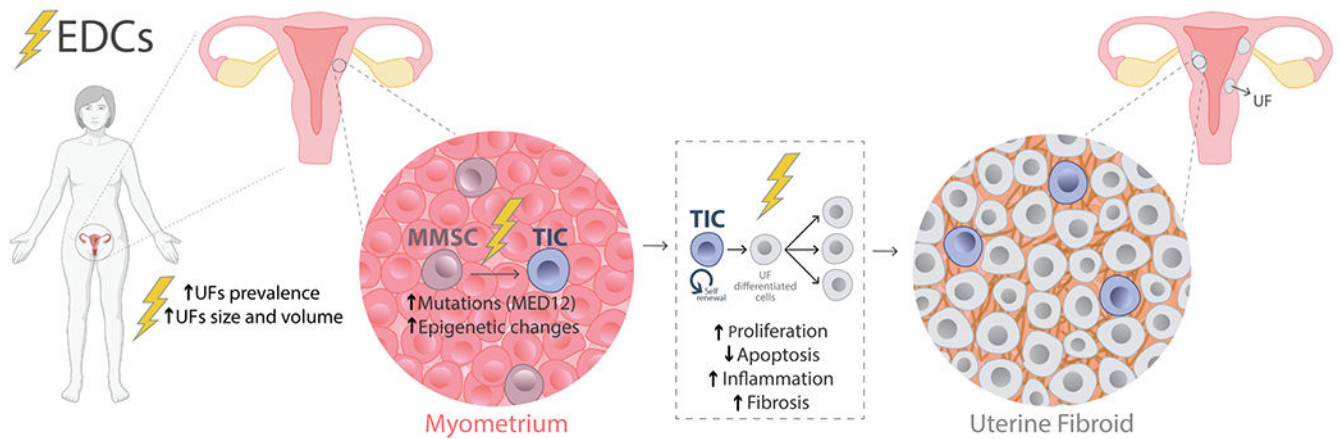 EDCs
↑UFs prevalence
↑UFs size and volume
MMSC
TIC
↑Mutations (MED12)
↑Epigenetic changes
Myometrium
TIC
Self
renewal
UF
differentiated
cells
↑ Proliferation
↓ Apoptosis
↑ Inflammation
↑ Fibrosis
UF
Uterine Fibroid